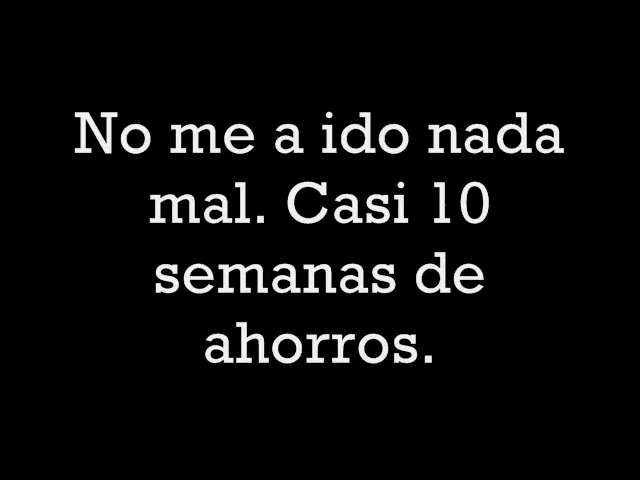 No me a ido nada
mal. Casi 10
semanas de
ahorros.